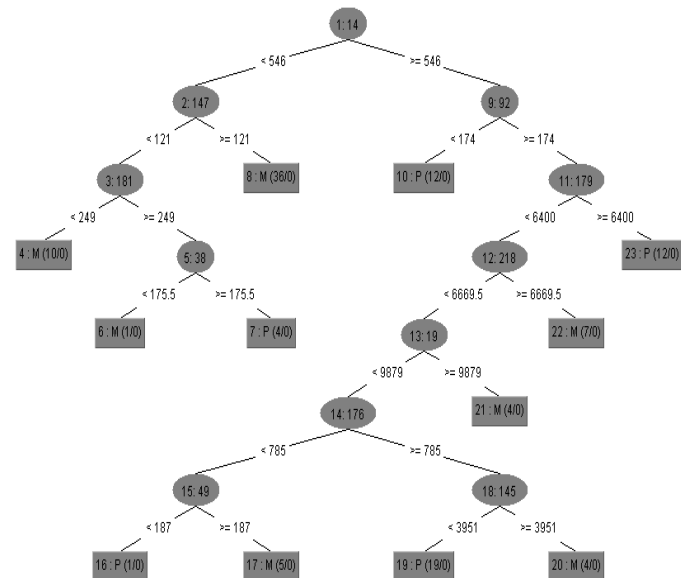 1: 14
< 546 >= 546
2: 147 9: 92
< 121 >= 121 < 174 >= 174
3: 181 8 : M (36/0) 10 : P (12/0) 11: 179
< 249 >= 249 < 6400 >= 6400
4 : M (10/0) 5: 38 12: 218 23 : P (12/0)
< 175.5 >= 175.5 < 6669.5 >= 6669.5
6 : M (1/0) 7 : P (4/0) 13: 19 22 : M (7/0)
< 9879 >= 9879
14: 176 21 : M (4/0)
< 785 >= 785
15: 49 18: 145
< 187 >= 187 < 3951 >= 3951
16 : P (1/0) 17 : M (5/0) 19 : P (19/0) 20 : M (4/0)